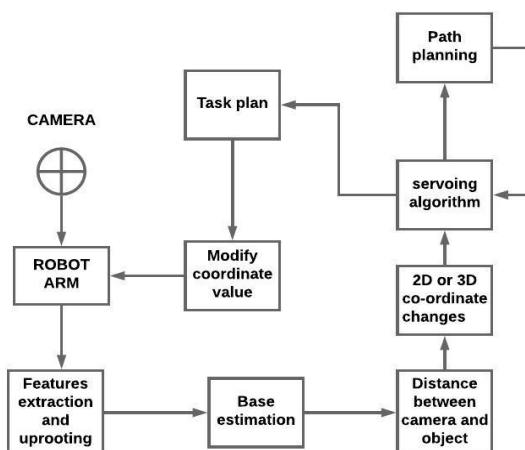 Path
planning
Task plan
CAMERA
servoing
algorithm
ROBOT
ARM
Modify
coordinate
value
2D or 3D
co-ordinate
changes
Features
extraction
and
uprooting
Base
estimation
Distance
between
camera and
object